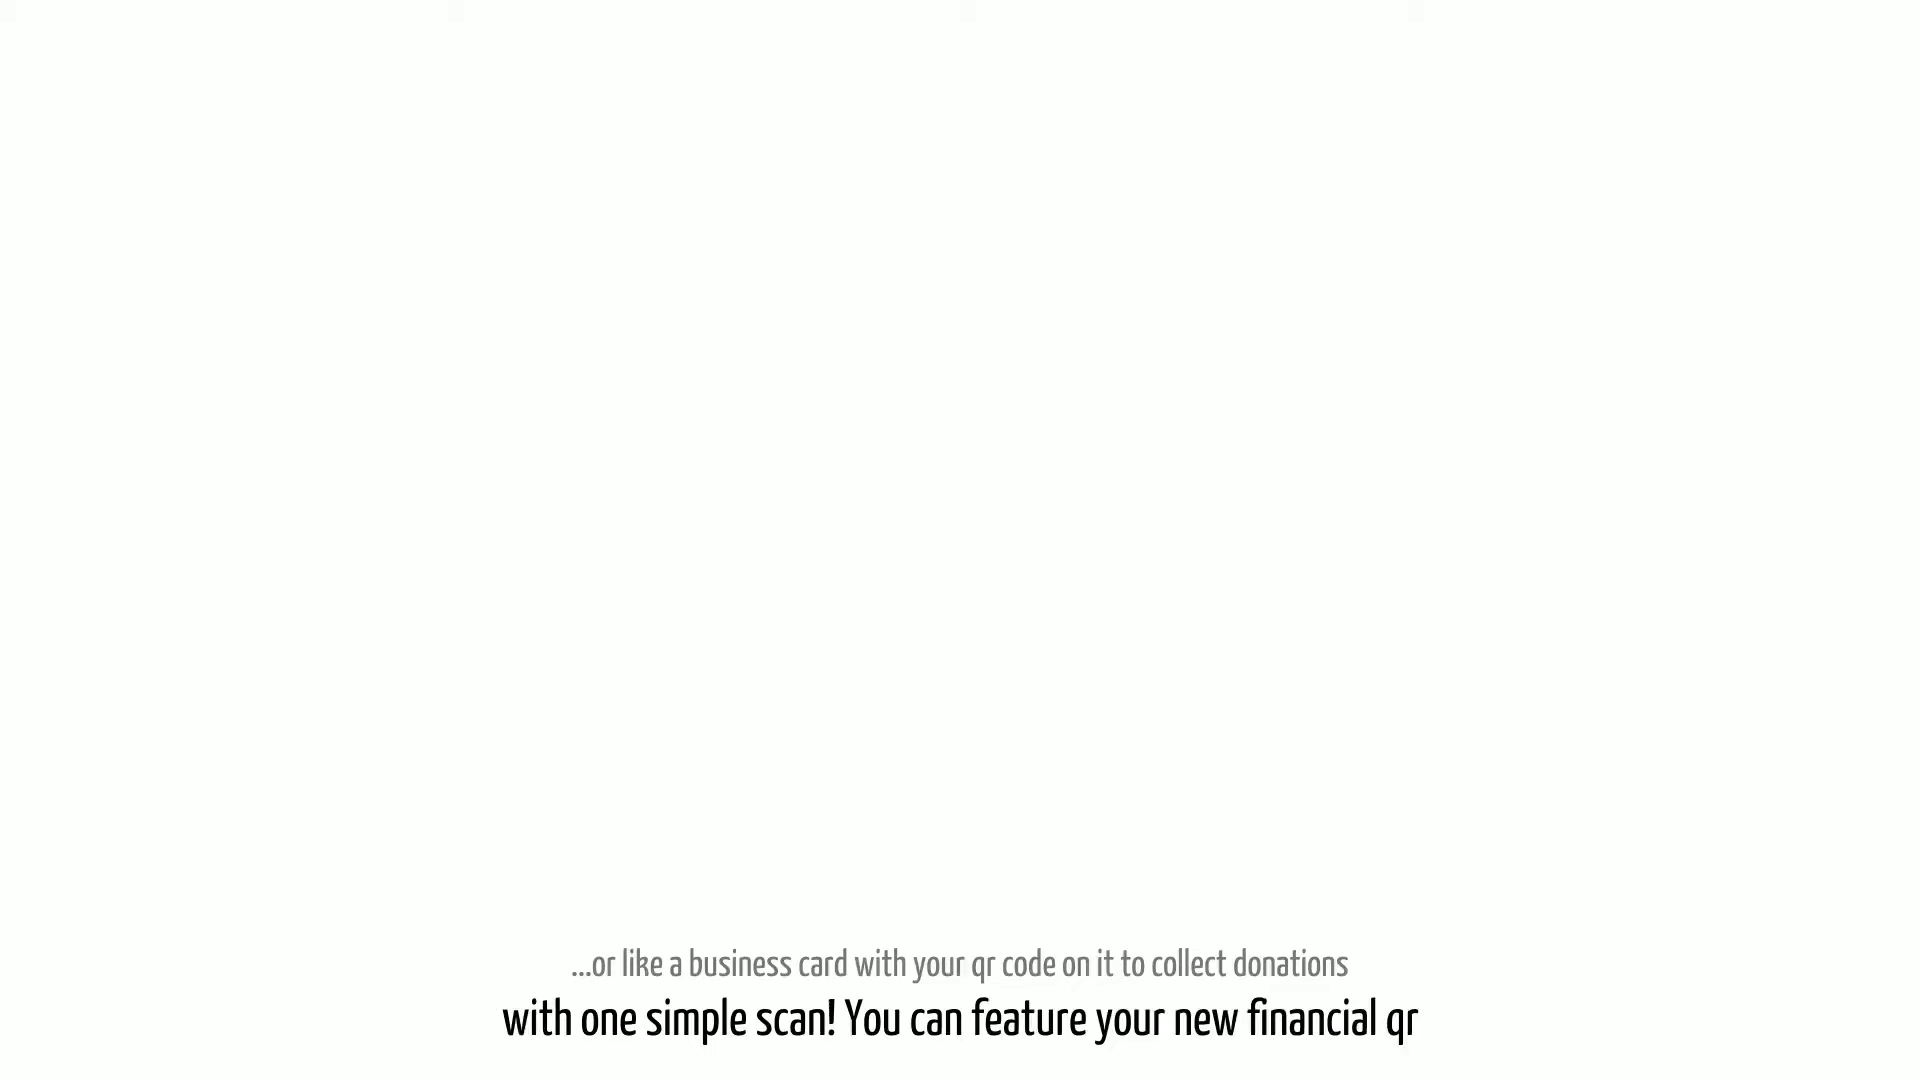 ...or like a business card with your qr code on it to collect donations
with one simple scan! You can feature your new financial qr